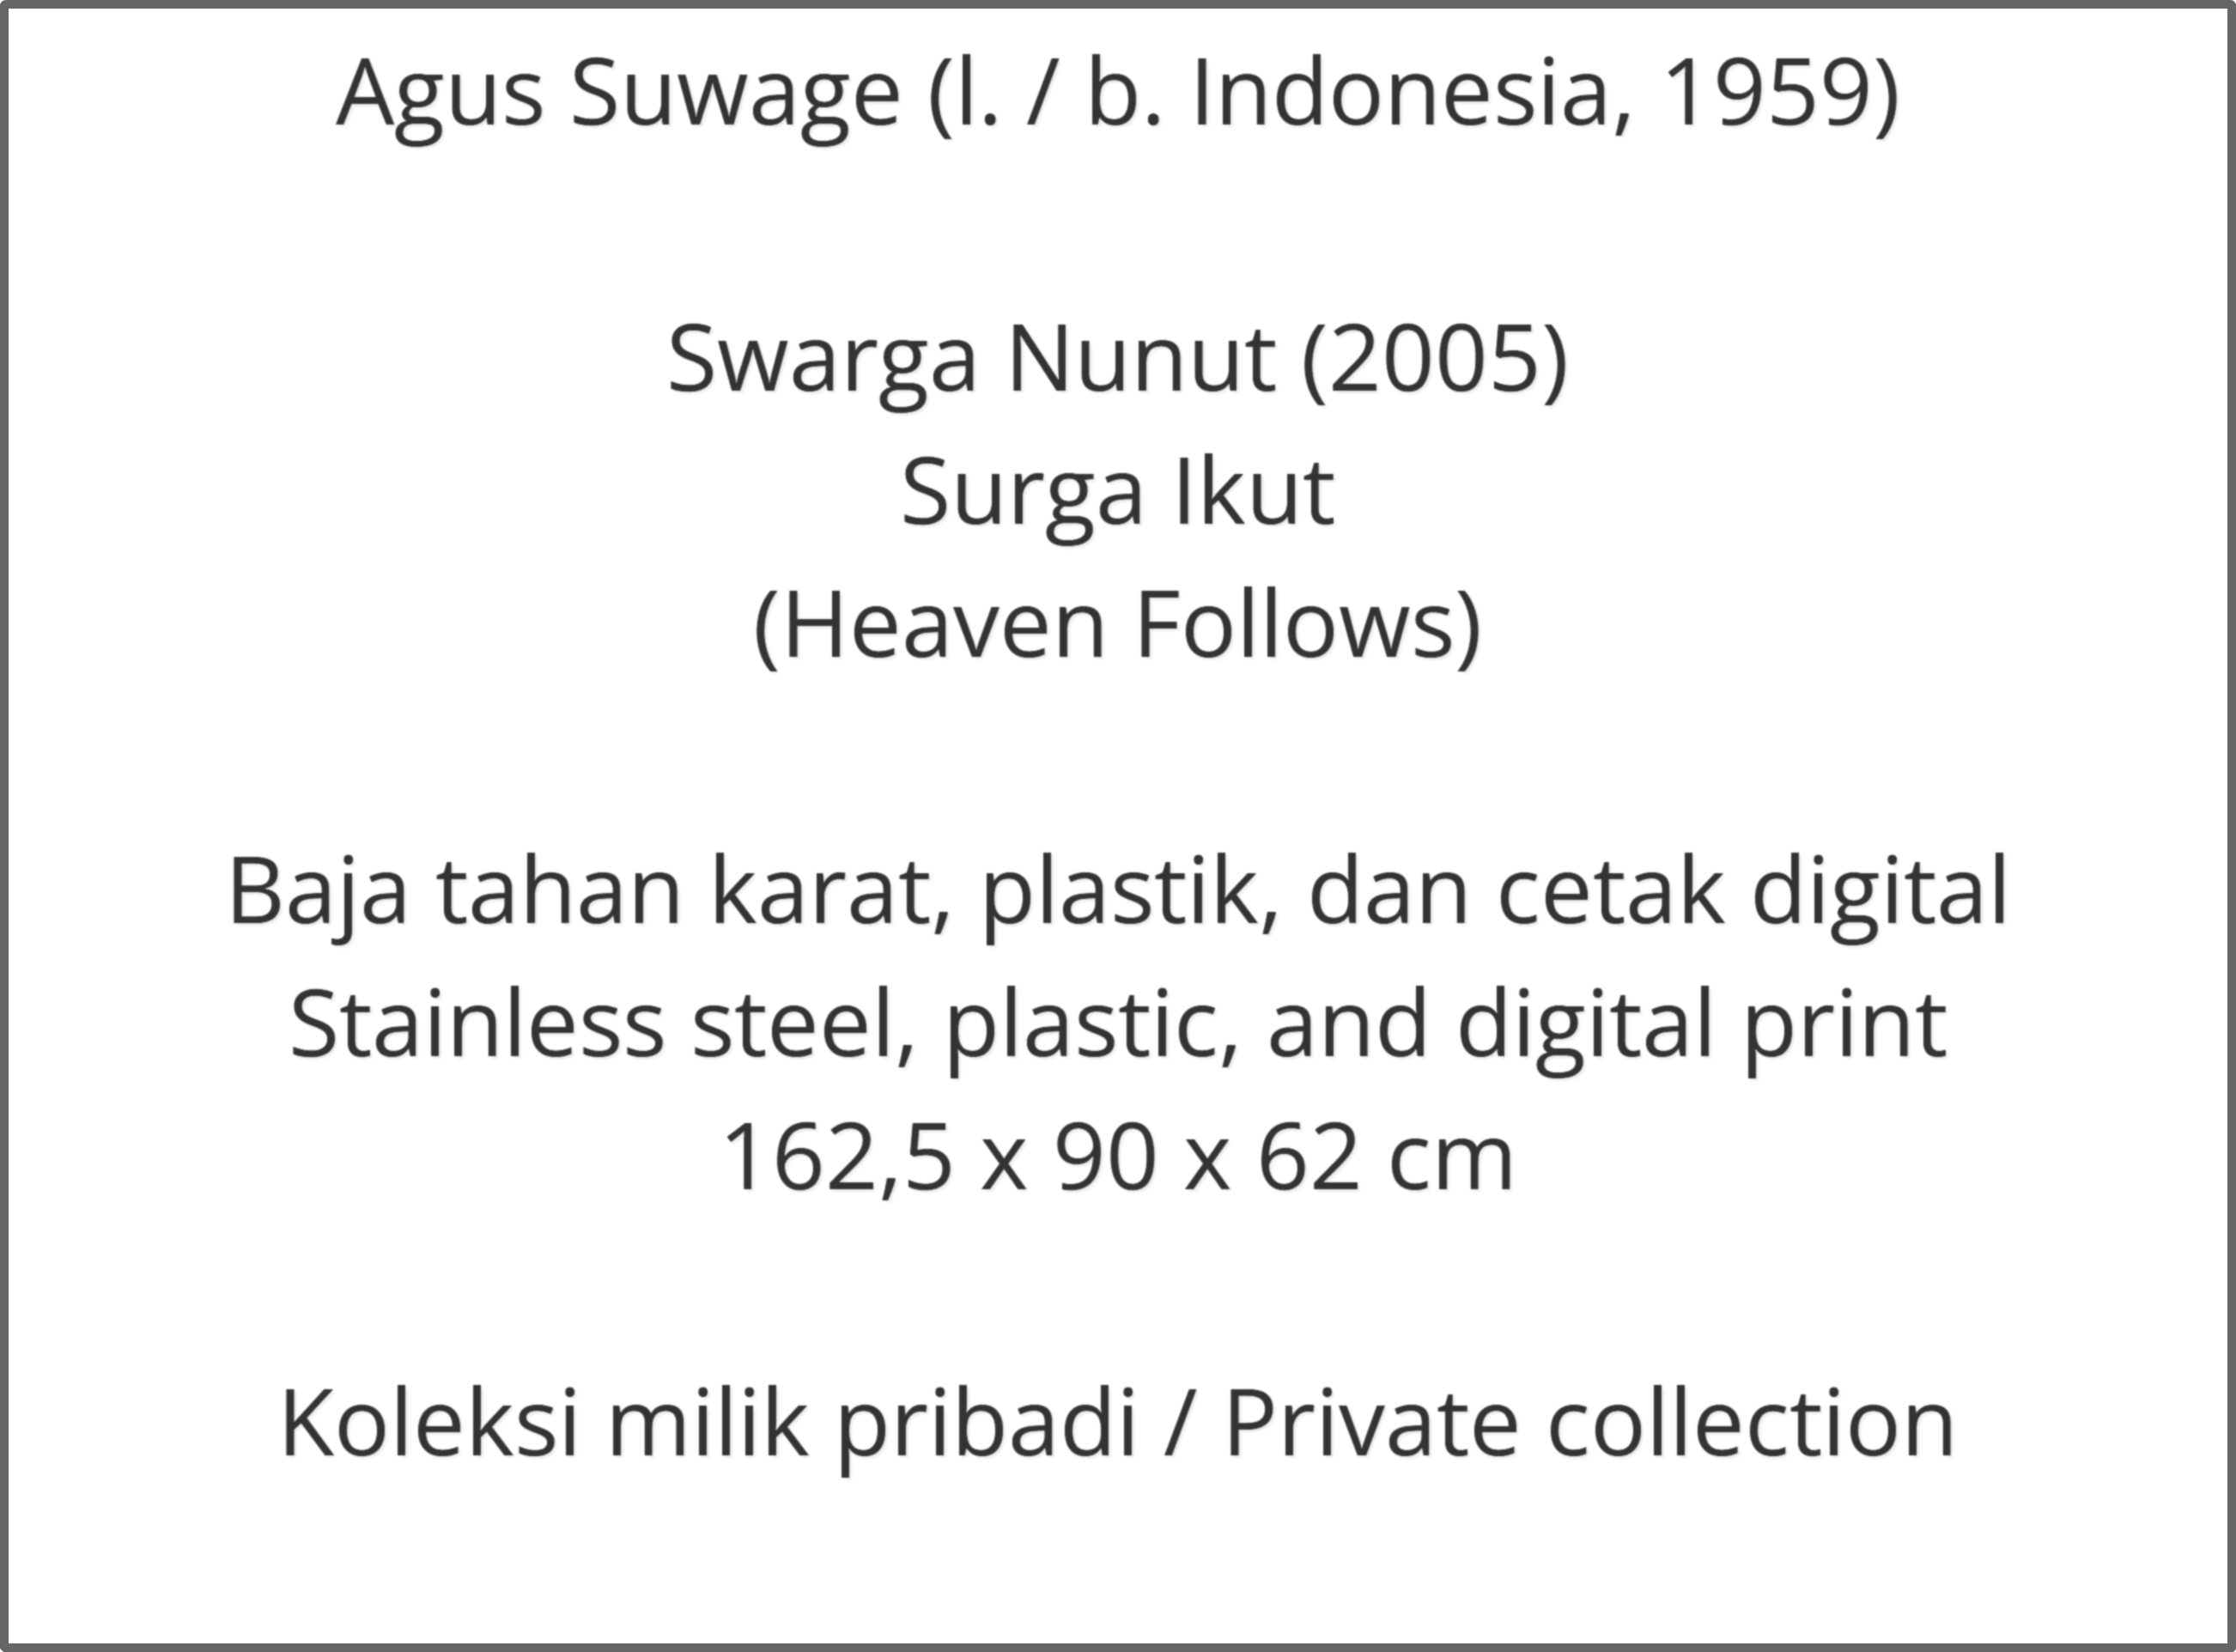 Agus Suwage (l. / b. Indonesia, 1959)
Swarga Nunut (2005)
Surga Ikut
(Heaven Follows)
Baja tahan karat, plastik, dan cetak digital
Stainless steel, plastic, and digital print
162,5 x 90 x 62 cm
Koleksi milik pribadi / Private collection